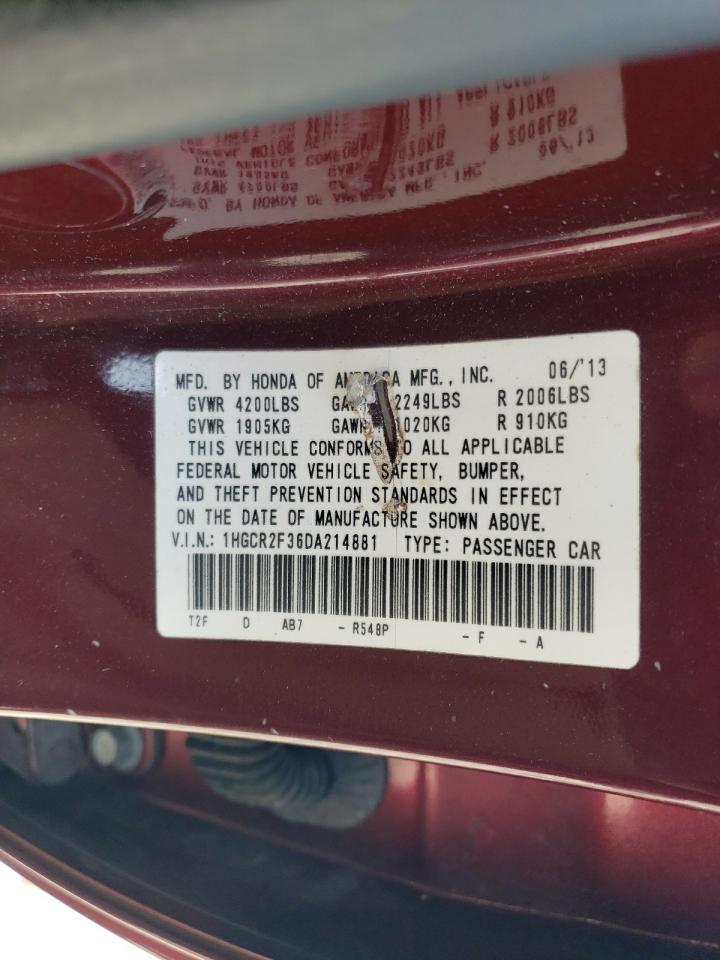 MFD. BY HONDA OF AMERICA MFG., INC. 06/'13
GVWR 4200LBS 2249LBS R 2006LBS
GVWR 1905KG R 910KG
THIS VEHICLE CONFORMS TO ALL APPLICABLE
FEDERAL MOTOR VEHICLE SAFETY, BUMPER,
AND THEFT PREVENTION STANDARDS IN EFFECT
ON THE DATE OF MANUFACTURE SHOWN ABOVE.
V.I.N.: 1HGCR2F36DA214881 TYPE: PASSENGER CAR
T2F D AB7 - R548P - F - A